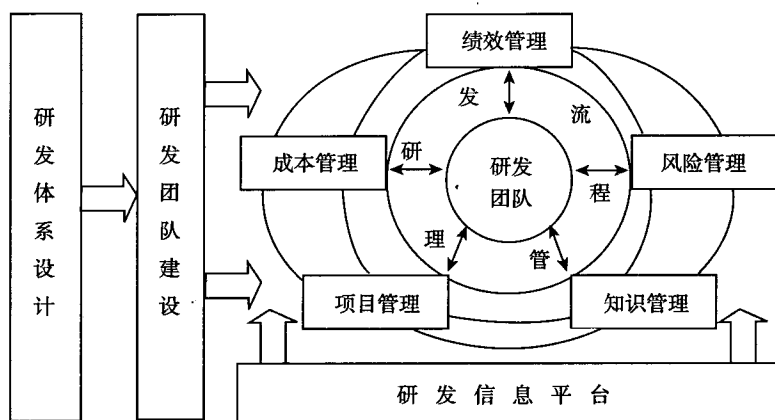 研发体系设计
研发团队建设
绩效管理
成本管理
风险管理
项目管理
知识管理
研发流程管理
研发
团队
研发信息平台